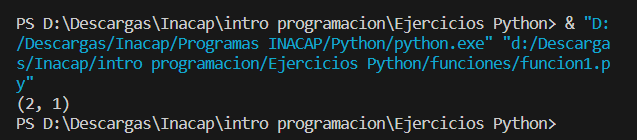 PS D:\Descargas\Inacap\intro programacion\Ejercicios Python> & "D:
/Descargas/Inacap/Programas INACAP/Python/python.exe" "d:/Descarga
s/Inacap/intro programacion/Ejercicios Python/funciones/funcion1.p
y"
(2, 1)
PS D:\Descargas\Inacap\intro programacion\Ejercicios Python>